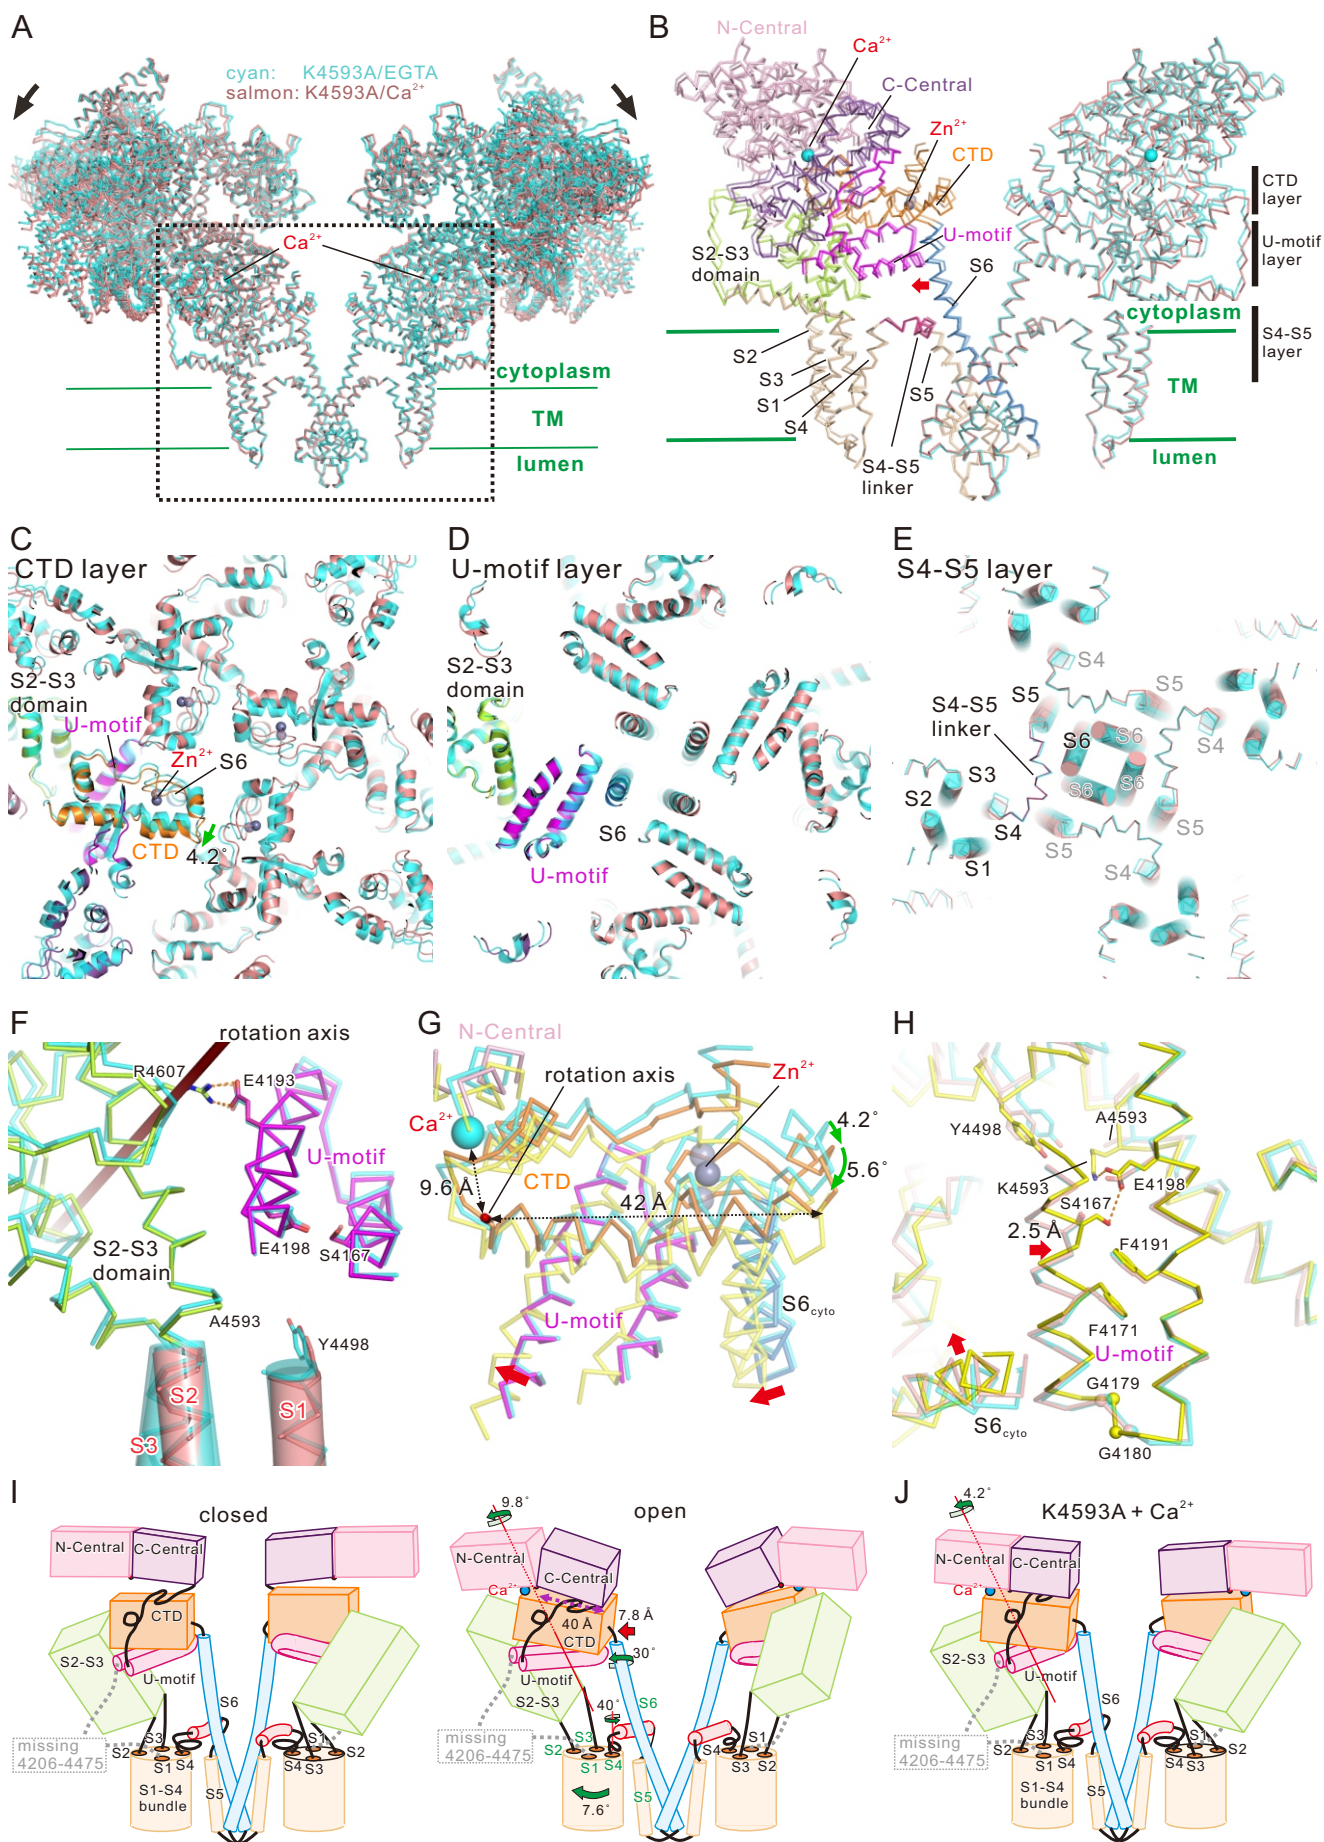 A
cyan: K4593A/EGTA
salmon: K4593A/Ca²⁺
Ca²⁺
cytoplasm
TM
lumen
B
N-Central
Ca²⁺
C-Central
Zn²⁺
CTD
U-motif
S2-S3
domain
S6
S2
S3
S1
S4
S5
S4-S5
linker
cytoplasm
TM
lumen
CTD
layer
U-motif
layer
S4-S5
layer
C
CTD layer
S2-S3
domain
U-motif
Zn²⁺
S6
CTD
4.2°
D
U-motif layer
S2-S3
domain
S6
U-motif
E
S4-S5 layer
S4
S5
S5
S4-S5
linker
S6
S6
S4
S3
S6
S6
S2
S4
S5
S5
S1
S4
F
rotation axis
R4607
E4193
U-motif
E4198
S4167
S2-S3
domain
A4593
Y4498
S2
S1
S3
G
N-Central
rotation axis
Zn²⁺
Ca²⁺
4.2°
CTD
5.6°
9.6 Å
42 Å
S6cyto
U-motif
H
A4593
Y4498
K4593
E4198
S4167
2.5 Å
F4191
F4171
U-motif
G4179
S6cyto
G4180
I
closed
N-Central
C-Central
CTD
S2-S3
U-motif
S6
missing
4206-4475
S3
S2
S1
S4
S1-S4
bundle
S5
S1
S4
S3
S2
9.8°
open
N-Central
C-Central
Ca²⁺
40 Å
CTD
7.8 Å
30°
U-motif
S2-S3
40°
S6
missing
4206-4475
S3
S2
S1
S4
7.6°
S5
S1
S4
S3
S2
J
4.2°
K4593A + Ca²⁺
N-Central
C-Central
Ca²⁺
CTD
S2-S3
U-motif
S6
missing
4206-4475
S3
S2
S1
S4
S1-S4
bundle
S5
S1
S4
S3
S2